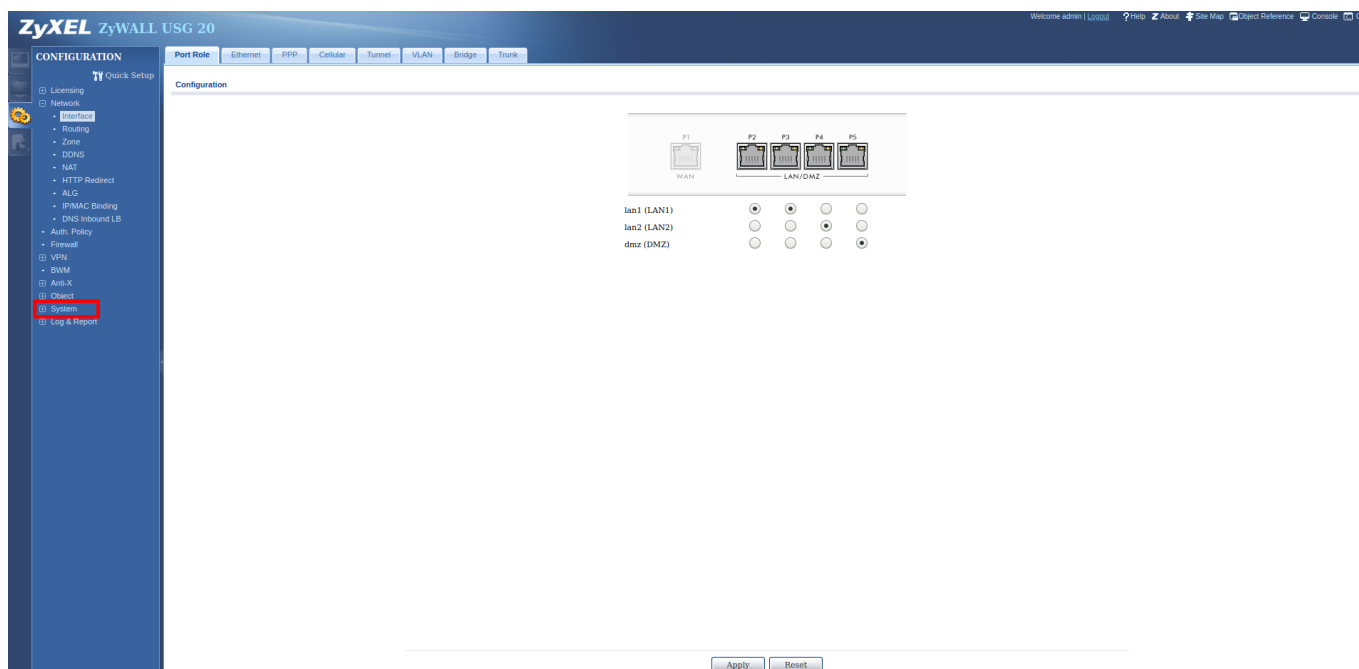 ZyXEL ZyWALL USG 20
Welcome admin | Logout ?Help Z About Site Map Object Reference Console
CONFIGURATION
Quick Setup
Licensing
Network
Interface
Routing
Zone
DDNS
NAT
HTTP Redirect
ALG
IP/MAC Binding
DNS Inbound LB
Auth. Policy
Firewall
VPN
BWM
Anti-X
Object
System
Log & Report
Port Role Ethernet PPP Cellular Tunnel VLAN Bridge Trunk
Configuration
P1 P2 P3 P4 P5
WAN LAN/DMZ
lan1 (LAN1)
lan2 (LAN2)
dmz (DMZ)
Apply Reset